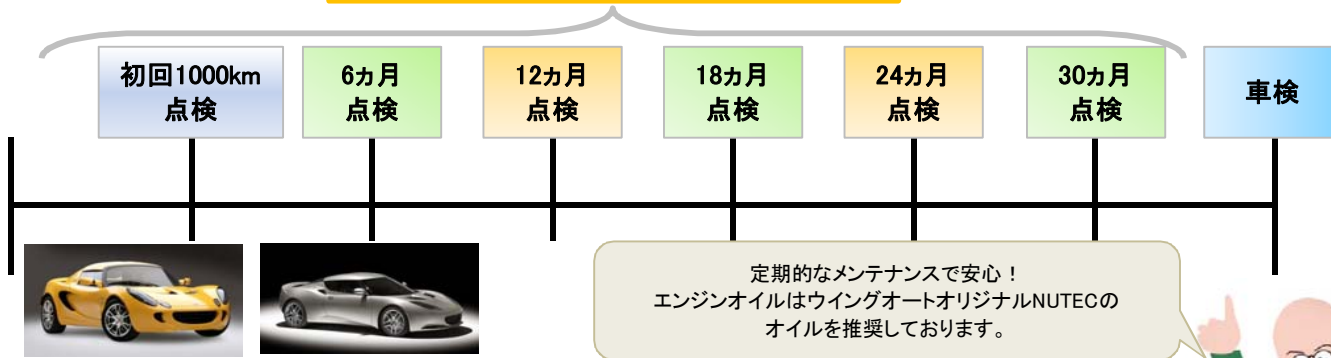 初回1000km
点検
6ヵ月
点検
12ヵ月
点検
18ヵ月
点検
24ヵ月
点検
30ヵ月
点検
車検
定期的なメンテナンスで安心！
エンジンオイルはウイングオートオリジナルNUTECの
オイルを推奨しております。